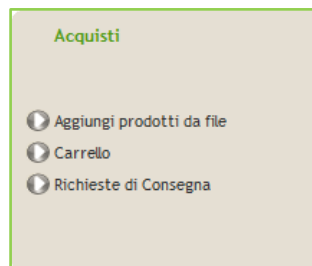 Acquisti
Aggiungi prodotti da file
Carrello
Richieste di Consegna